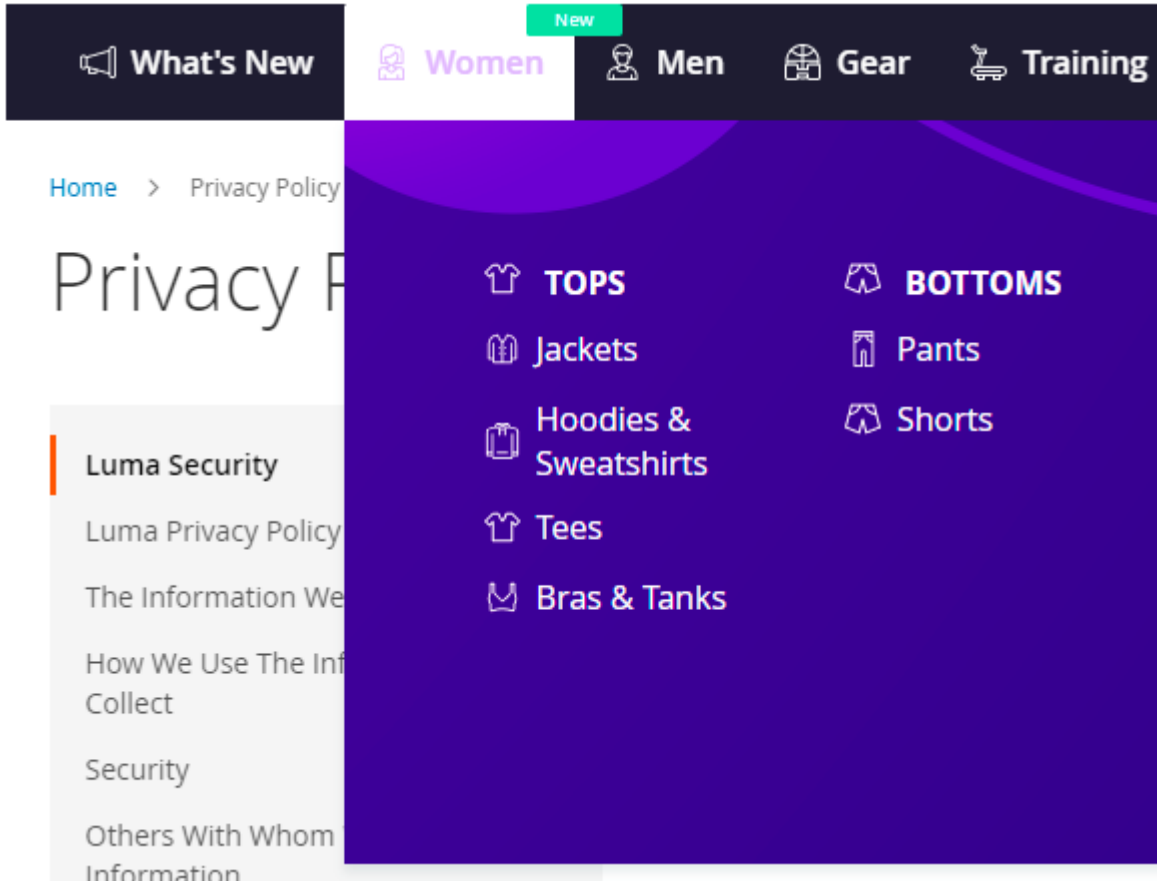 New
What's New
Women
Men
Gear
Training
Home > Privacy Policy
Privacy
TOPS
Jackets
Hoodies &
Sweatshirts
Tees
Bras & Tanks
BOTTOMS
Pants
Shorts
Luma Security
Luma Privacy Policy
The Information We
How We Use The Inf
Collect
Security
Others With Whom
Information